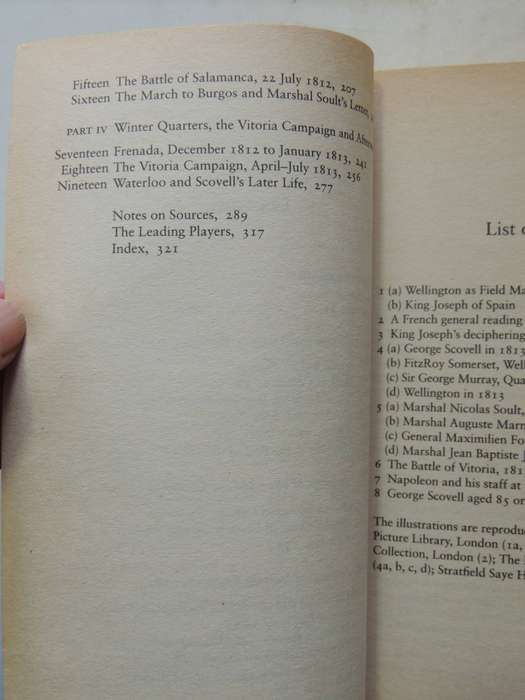 Fifteen The Battle of Salamanca, 22 July 1812, 207
Sixteen The March to Burgos and Marshal Soult's Letter,
PART IV Winter Quarters, the Vitoria Campaign and
Seventeen Frenada, December 1812 to January 1813, 241
Eighteen The Vitoria Campaign, April–July 1813, 256
Nineteen Waterloo and Scovell's Later Life, 277
Notes on Sources, 289
The Leading Players, 317
Index, 321
List
1 (a) Wellington as Field
(b) King Joseph of Spain
2 A French general reading
3 King Joseph's deciphering
4 (a) George Scovell in 1813
(b) FitzRoy Somerset,
(c) Sir George Murray,
(d) Wellington in 1813
5 (a) Marshal Nicolas Soult,
(b) Marshal Auguste
(c) General Maximilien
(d) Marshal Jean Baptiste
6 The Battle of Vitoria,
7 Napoleon and his staff at
8 George Scovell aged 85 or
The illustrations are
Picture Library, London (1a,
Collection, London (2); The
(4a, b, c, d); Stratfield Saye